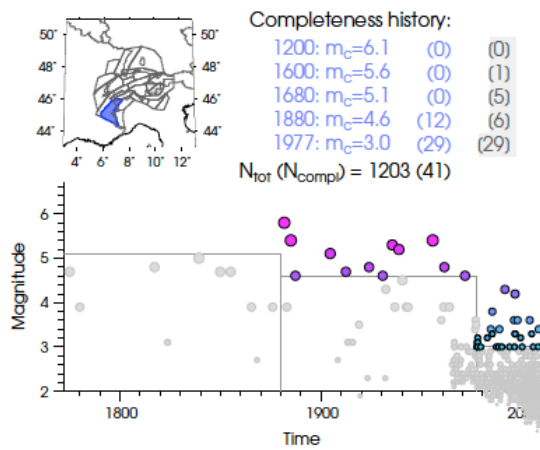 Completeness history:
50° 50°
48° 48°
46° 46°
44° 44°
4° 6° 8° 10° 12°
1200: mc=6.1 (0) (0)
1600: mc=5.6 (0) (1)
1680: mc=5.1 (0) (5)
1880: mc=4.6 (12) (6)
1977: mc=3.0 (29) (29)
Ntot (Ncompl) = 1203 (41)
6
5
4
3
2
Magnitude
1800 1900
Time